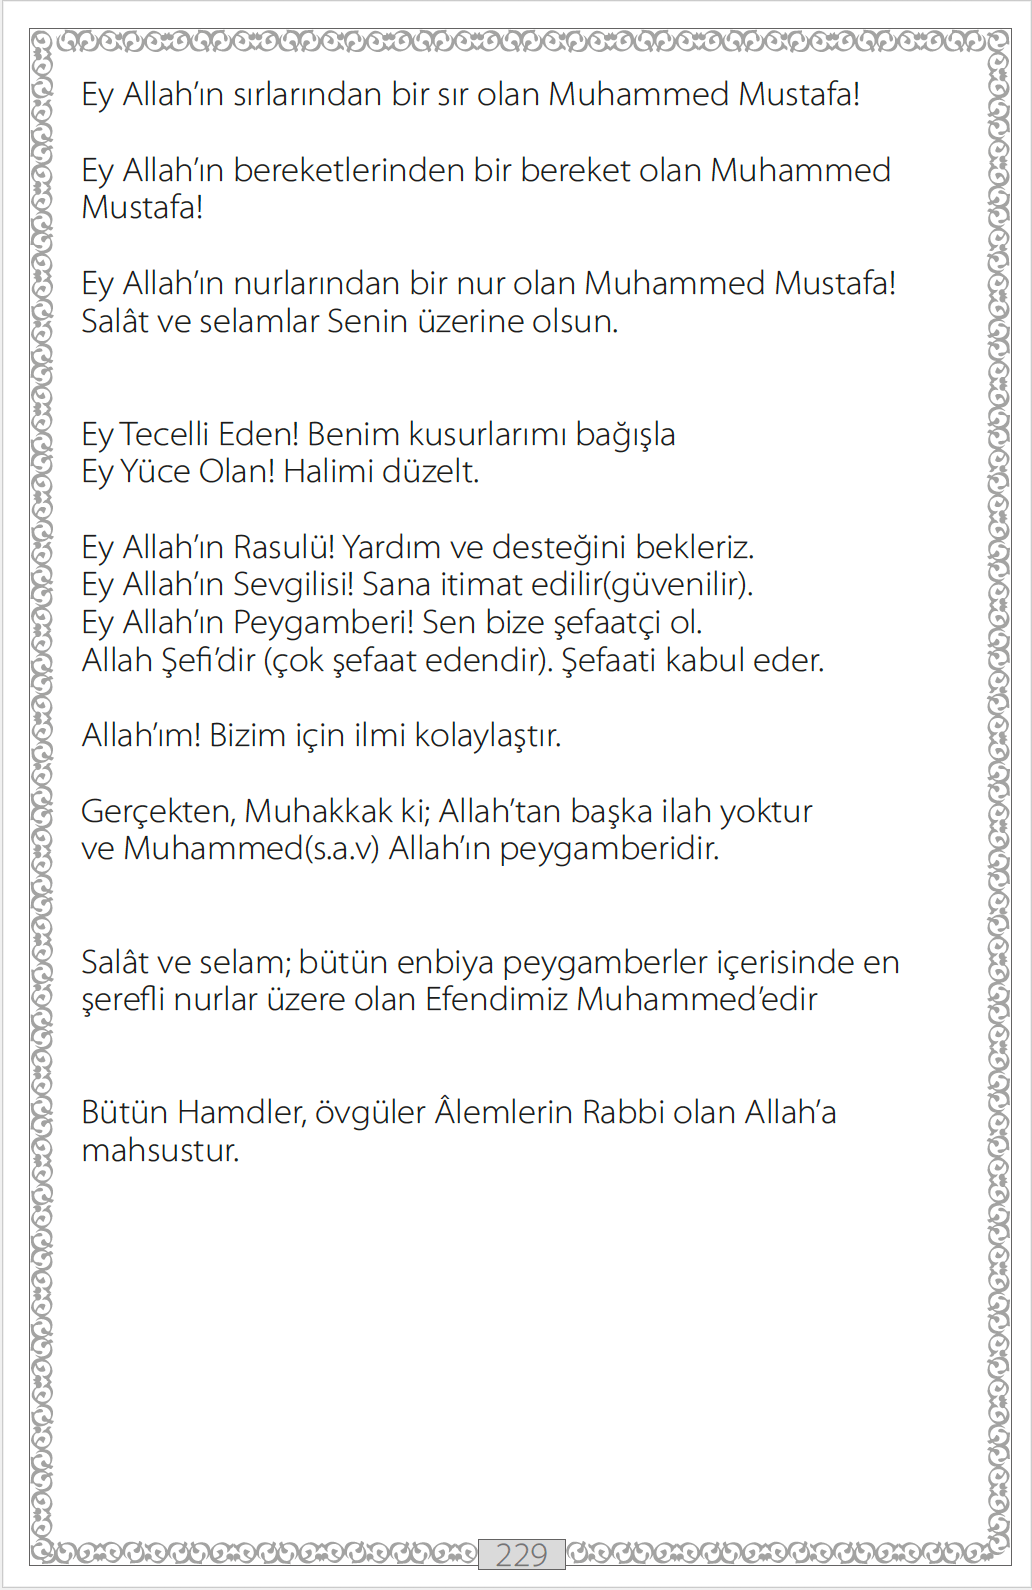 Ey Allah’ın sırlarından bir sır olan Muhammed Mustafa!
Ey Allah’ın bereketlerinden bir bereket olan Muhammed
Mustafa!
Ey Allah’ın nurlarından bir nur olan Muhammed Mustafa!
Salât ve selamlar Senin üzerine olsun.
Ey Tecelli Eden! Benim kusurlarımı bağışla
Ey Yüce Olan! Halimi düzelt.
Ey Allah’ın Rasulü! Yardım ve desteğini bekleriz.
Ey Allah’ın Sevgilisi! Sana itimat edilir(güvenilir).
Ey Allah’ın Peygamberi! Sen bize şefaatçi ol.
Allah Şefi’dir (çok şefaat edendir). Şefaati kabul eder.
Allah’ım! Bizim için ilmi kolaylaştır.
Gerçekten, Muhakkak ki; Allah’tan başka ilah yoktur
ve Muhammed(s.a.v) Allah’ın peygamberidir.
Salât ve selam; bütün enbiya peygamberler içerisinde en
şerefli nurlar üzere olan Efendimiz Muhammed’edir
Bütün Hamdler, övgüler Âlemlerin Rabbi olan Allah’a
mahsustur.
229